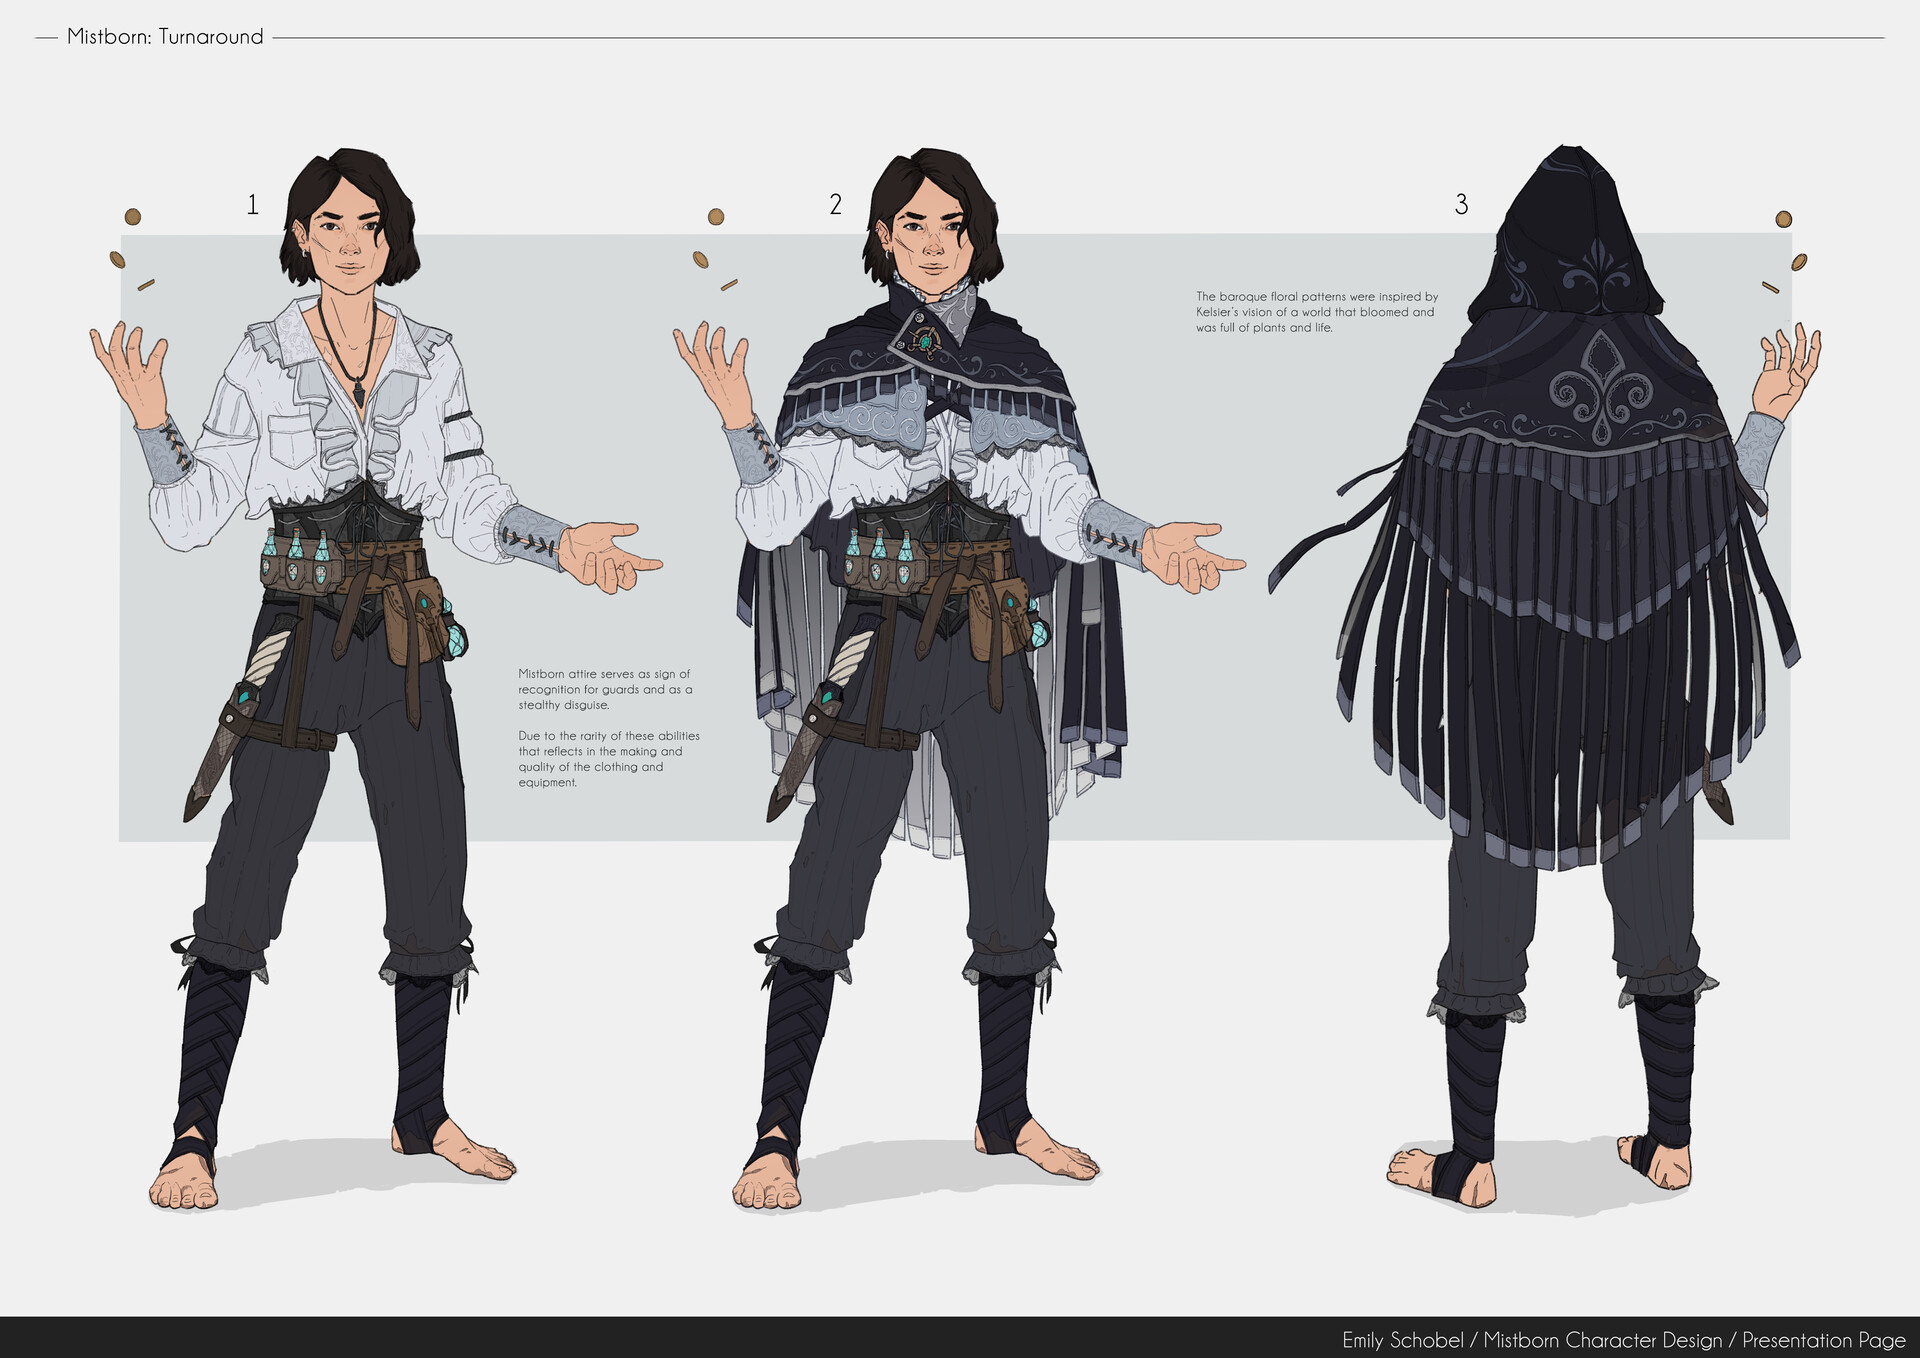 Mistborn: Turnaround
1
2
3
The baroque floral patterns were inspired by
Kelsier's vision of a world that bloomed and
was full of plants and life.
Mistborn attire serves as sign of
recognition for guards and as a
stealthy disguise.
Due to the rarity of these abilities
that reflects in the making and
quality of the clothing and
equipment.
Emily Schobel / Mistborn Character Design / Presentation Page